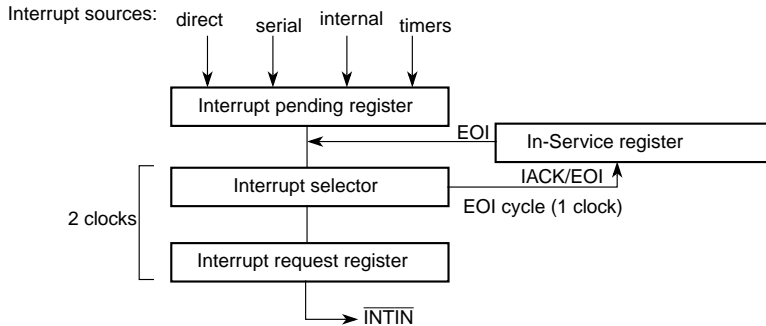 Interrupt sources:
direct
serial
internal
timers
Interrupt pending register
EOI
In-Service register
Interrupt selector
IACK/EOI
EOI cycle (1 clock)
2 clocks
Interrupt request register
INTIN